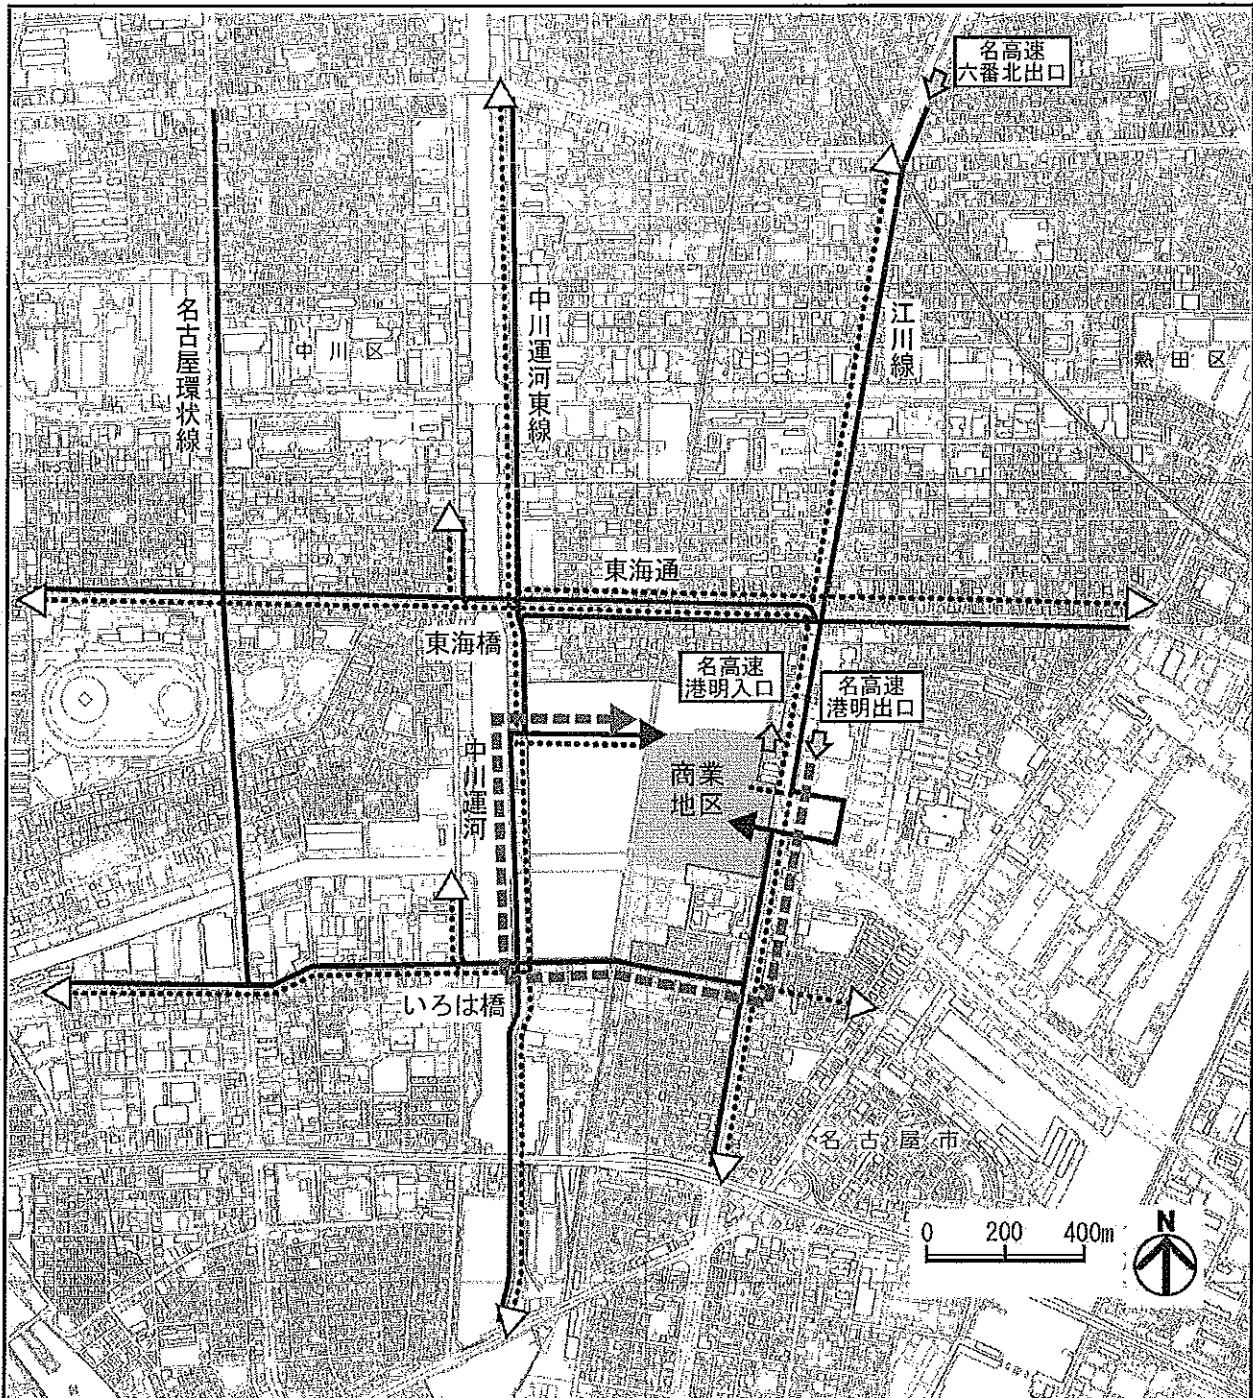 名高速
六番北出口
名古屋環状線
中川区
中川運河東線
江川線
熱田区
東海通
東海橋
名高速
港明入口
名高速
港明出口
中川運河
商業
地区
いろは橋
名古屋市
0 200 400m
N